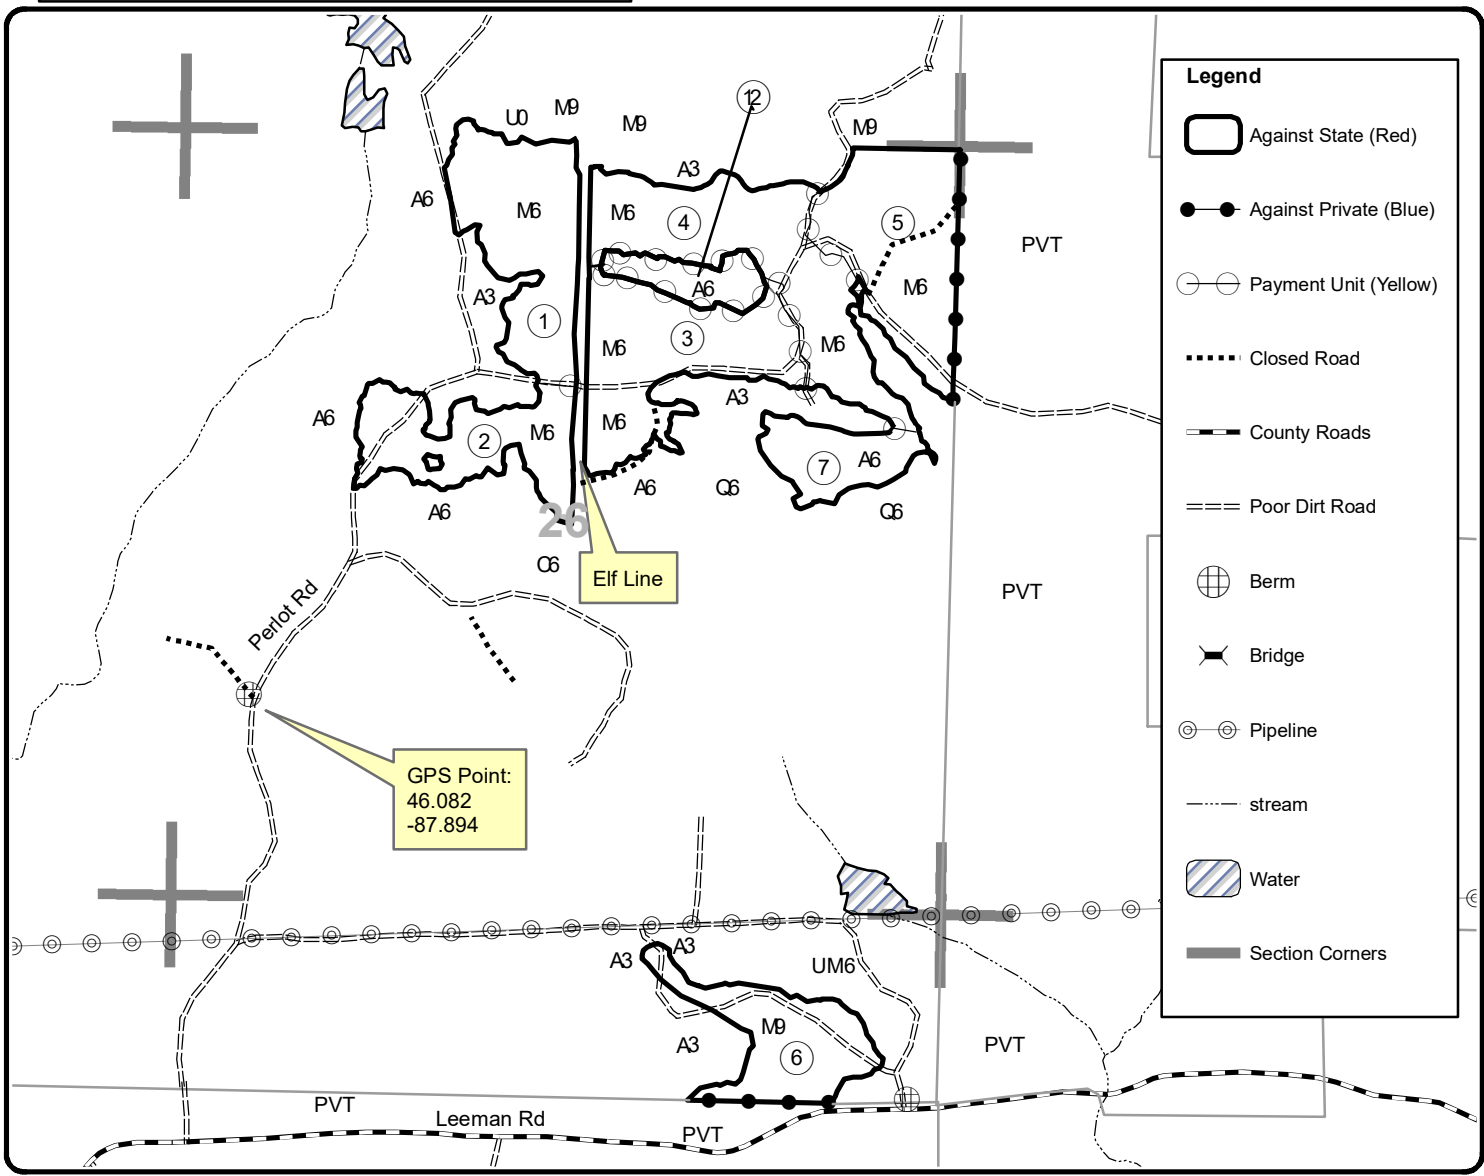 12
U0
M9
M9
M9
A3
A6
M6
M6
4
5
PVT
A6
M6
A3
1
3
M6
M6
A3
A6
2
M6
M6
7
A6
A6
Q6
A6
Q6
26
O6
Elf Line
PVT
Perlot Rd
GPS Point:
46.082
-87.894
A3
A3
UM6
M9
A3
6
PVT
PVT
Leeman Rd
PVT
Legend
Against State (Red)
Against Private (Blue)
Payment Unit (Yellow)
Closed Road
County Roads
Poor Dirt Road
Berm
Bridge
Pipeline
stream
Water
Section Corners